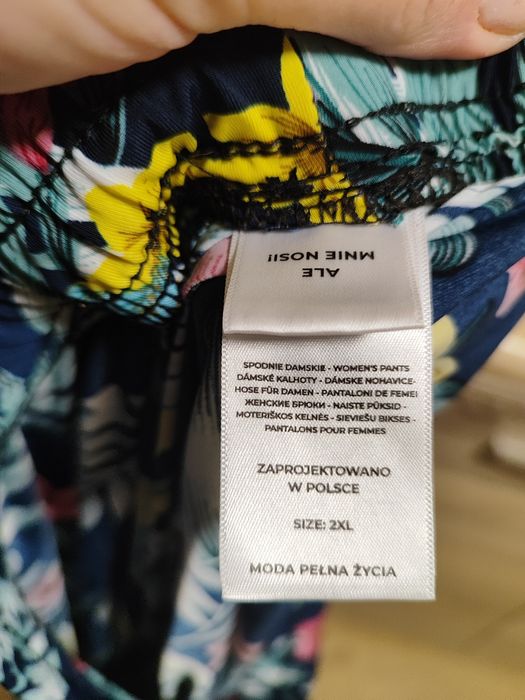 ALE
MNIE NOSI!
SPODNIE DAMSKIE - WOMEN'S PANTS
DÁMSKÉ KALHOTY - DÁMSKE NOHAVICE-
HOSE FÜR DAMEN - PANTALONI DE FEMEI
ЖЕНСКИЕ БРЮКИ - NAISTE PÜKSID -
MOTERIŠKOS KELNĖS - SIEVIEŠU BIKSES -
PANTALONS POUR FEMMES
ZAPROJEKTOWANO
W POLSCE
SIZE: 2XL
MODA PEŁNA ŻYCIA